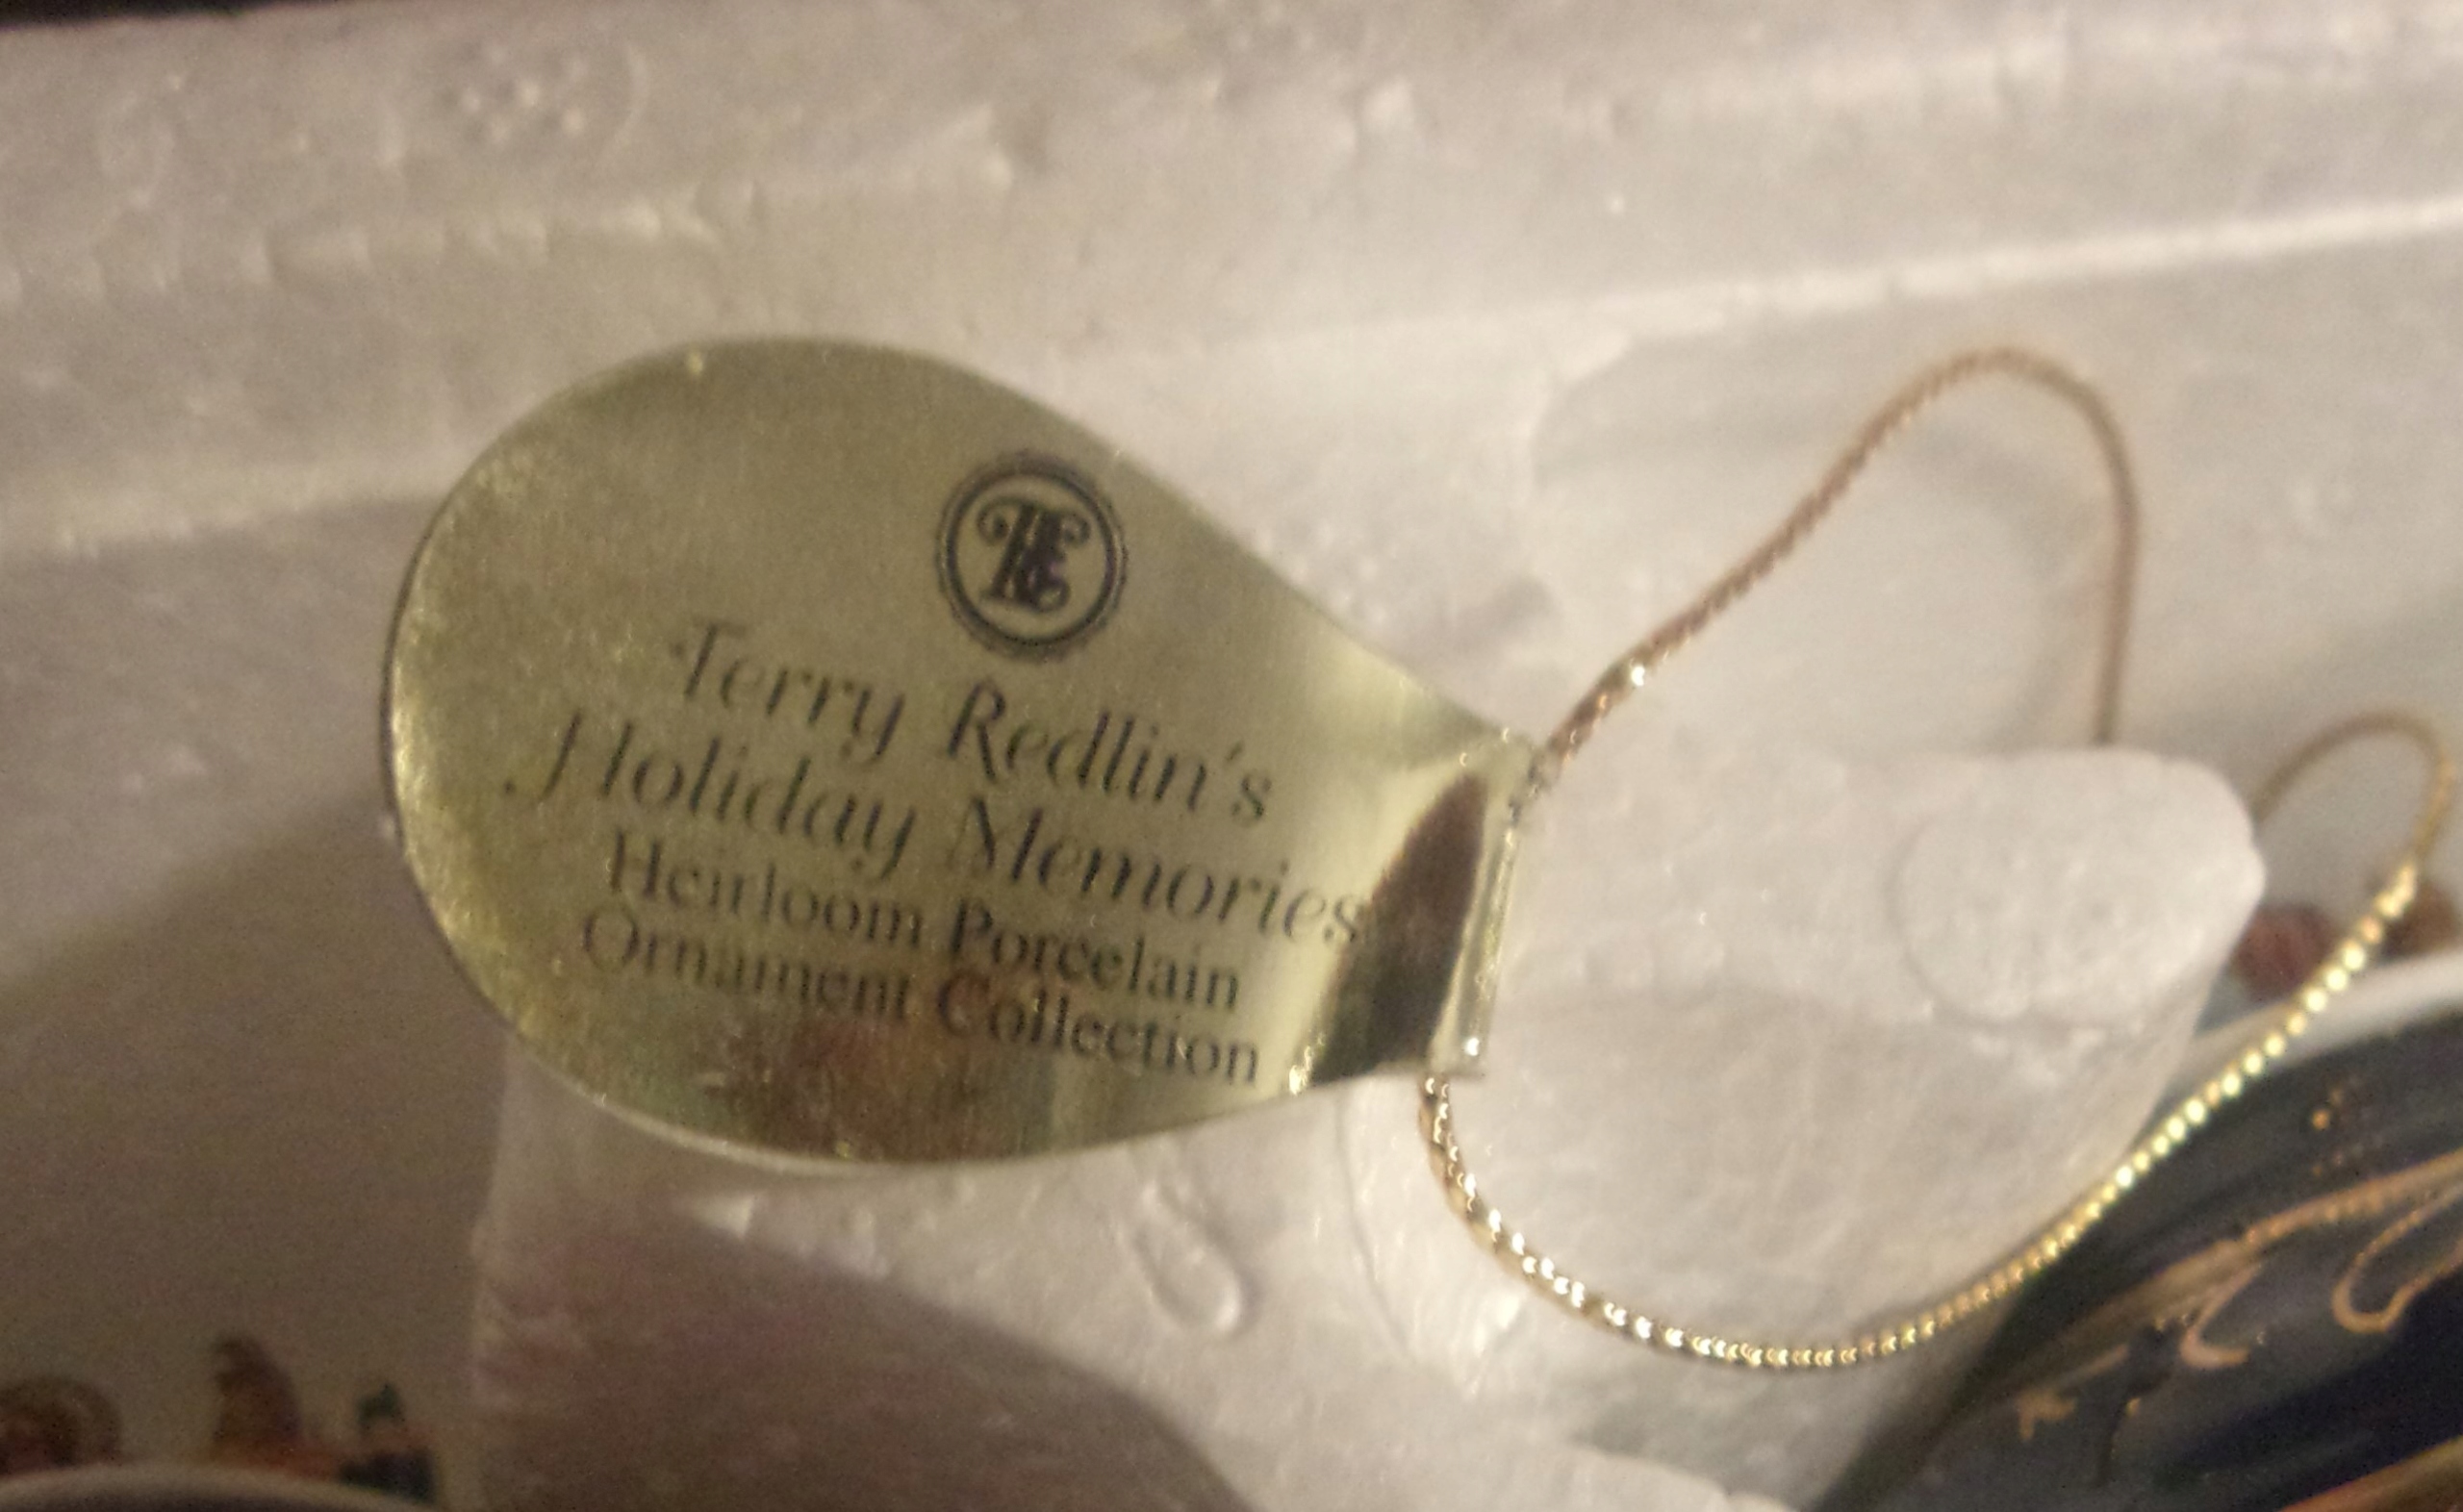 Terry Redlin's
Holiday Memories
Heirloom Porcelain
Ornament Collection